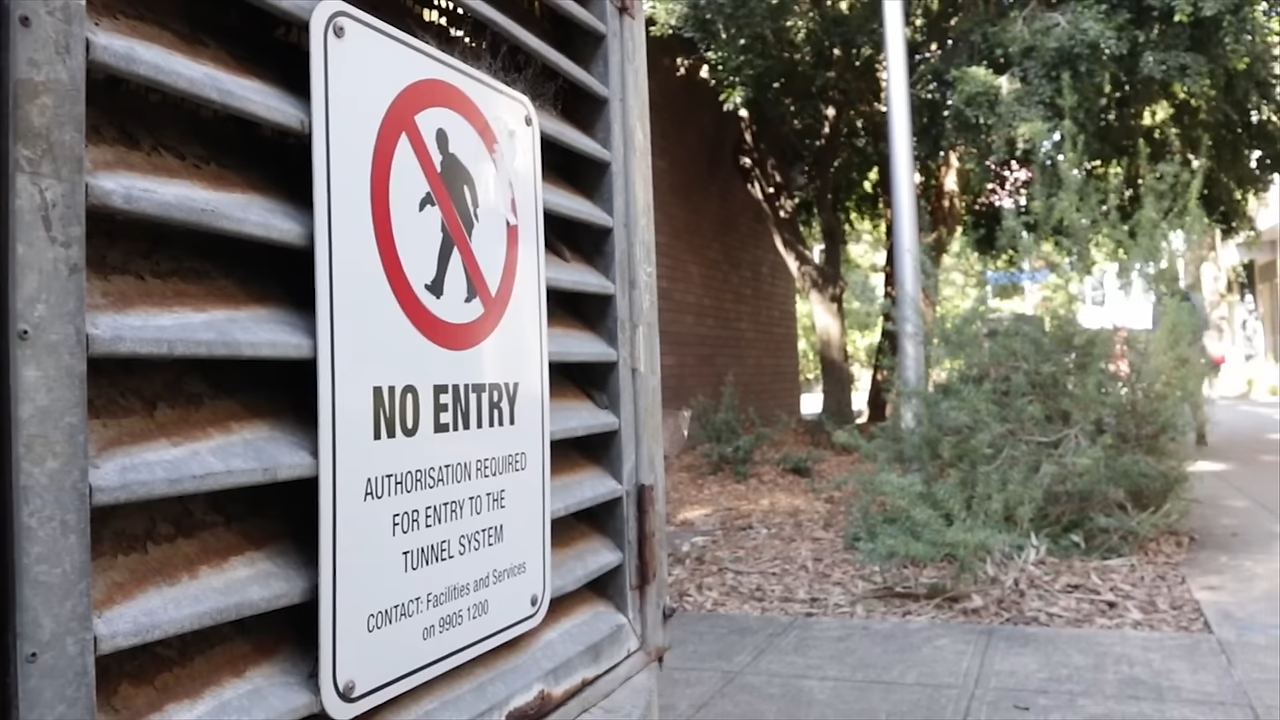 NO ENTRY
AUTHORISATION REQUIRED
FOR ENTRY TO THE
TUNNEL SYSTEM
CONTACT: Facilities and Services
on 9905 1200